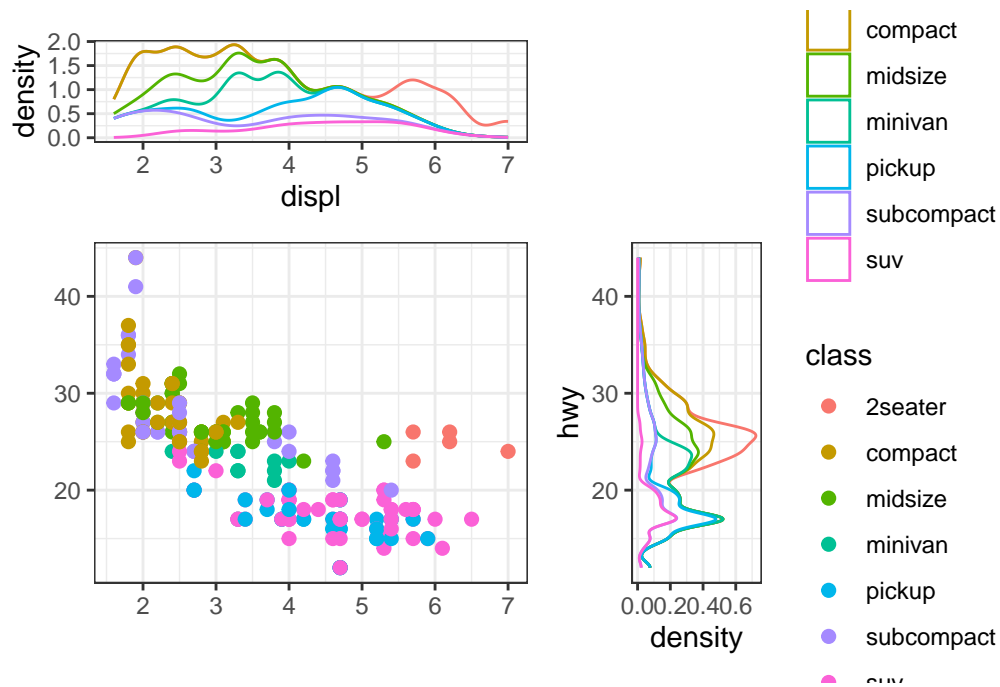 density
2.0
1.5
1.0
0.5
0.0
2 3 4 5 6 7
displ
compact
midsize
minivan
pickup
subcompact
suv
40
30
20
2 3 4 5 6 7
hwy
40
30
20
0.00.20.40.6
density
class
2seater
compact
midsize
minivan
pickup
subcompact
suv